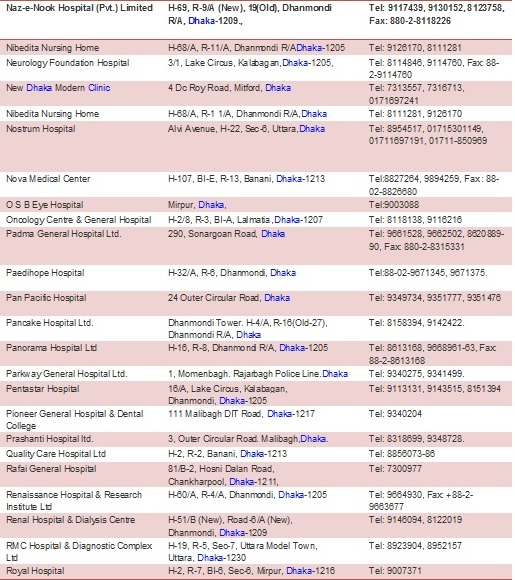 Naz-e-Nook Hospital (Pvt.) Limited H-69, R-9/A (New), 19(Old), Dhanmondi Tel: 9117439, 9130152, 8123758,
R/A, Dhaka-1209., Fax: 880-2-8118226
Nibedita Nursing Home H-68/A, R-11/A, Dhanmondi R/ADhaka-1205 Tel: 9126170, 8111281
Neurology Foundation Hospital 3/1, Lake Circus, Kalabagan,Dhaka-1205, Tel: 8114846, 9114760, Fax: 88-
2-9114760
New Dhaka Modern Clinic 4 Dc Roy Road, Mitford, Dhaka Tel: 7313557, 7316713,
0171697241
Nibedita Nursing Home H-68/A, R-1 1/A, Dhanmondi R/A,Dhaka Tel: 8111281, 9126170
Nostrum Hospital Alvi Avenue, H-22, Sec-6, Uttara,Dhaka Tel: 8954517, 01715301149,
01711697191, 01711-850969
Nova Medical Center H-107, Bl-E, R-13, Banani, Dhaka-1213 Tel:8827264, 9894259, Fax: 88-
02-8826680
O S B Eye Hospital Mirpur, Dhaka, Tel:9003088
Oncology Centre & General Hospital H-2/8, R-3, Bl-A, Lalmatia,Dhaka-1207 Tel: 8118138, 9116216
Padma General Hospital Ltd. 290, Sonargoan Road, Dhaka Tel: 9661528, 9662502, 8620889-
90, Fax: 880-2-8315331
Paedihope Hospital H-32/A, R-6, Dhanmondi, Dhaka Tel:88-02-9671345, 9671375.
Pan Pacific Hospital 24 Outer Circular Road, Dhaka Tel: 9349734, 9351777, 9351476
Pancake Hospital Ltd. Dhanmondi Tower. H-4/A, R-16(Old-27), Tel: 8158394, 9142422.
Dhanmondi R/A, Dhaka
Panorama Hospital Ltd H-16, R-8, Dhanmond R/A, Dhaka-1205 Tel: 8613168, 9668961-63, Fax:
88-2-8613168
Parkway General Hospital Ltd. 1, Momenbagh. Rajarbagh Police Line.Dhaka Tel: 9340275, 9341499.
Pentastar Hospital 16/A, Lake Circus, Kalabagan, Tel: 9113131, 9143515, 8151394
Dhanmondi, Dhaka-1205
Pioneer General Hospital & Dental 111 Malibagh DIT Road, Dhaka-1217 Tel: 9340204
College
Prashanti Hospital ltd. 3, Outer Circular Road. Malibagh,Dhaka. Tel: 8318699, 9348728.
Quality Care Hospital Ltd H-2, R-2, Banani, Dhaka-1213 Tel: 8856073-86
Rafai General Hospital 81/B-2, Hosni Dalan Road, Tel: 7300977
Chankharpool, Dhaka-1211,
Renaissance Hospital & Research H-60/A, R-4/A, Dhanmondi, Dhaka-1205 Tel: 9664930, Fax: +88-2-
Institute Ltd 9663677
Renal Hospital & Dialysis Centre H-51/B (New), Road-6/A (New), Tel: 9146094, 8122019
Dhanmondi, Dhaka-1209
RMC Hospital & Diagnostic Complex H-19, R-5, Sec-7, Uttara Model Town, Tel: 8923904, 8952157
Ltd Uttara, Dhaka-1230
Royal Hospital H-2, R-7, Bl-6, Sec-6, Mirpur, Dhaka-1216 Tel: 9007371